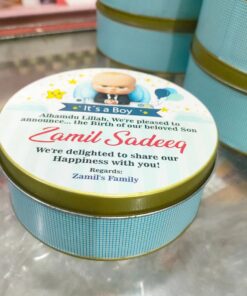 It's a Boy
Alhamdu Lillah, We're pleased to
announce... the Birth of our beloved Son
Zamil Sadeeq
We're delighted to share our
Happiness with you!
Regards:
Zamil's Family